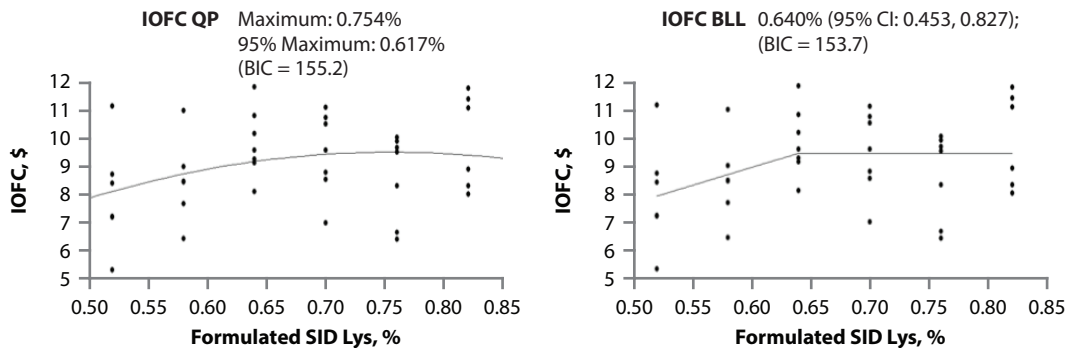 IOFC QP Maximum: 0.754%
95% Maximum: 0.617%
(BIC = 155.2)
12
11
10
9
8
7
6
5
IOFC, $
0.50 0.55 0.60 0.65 0.70 0.75 0.80 0.85
Formulated SID Lys, %
IOFC BLL 0.640% (95% CI: 0.453, 0.827);
(BIC = 153.7)
12
11
10
9
8
7
6
5
IOFC, $
0.50 0.55 0.60 0.65 0.70 0.75 0.80 0.85
Formulated SID Lys, %